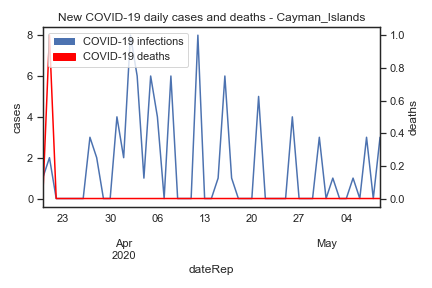 New COVID-19 daily cases and deaths - Cayman_Islands
COVID-19 infections
COVID-19 deaths
cases
8
6
4
2
0
deaths
1.0
0.8
0.6
0.4
0.2
0.0
23 30 06 13 20 27 04
Apr May
2020
dateRep